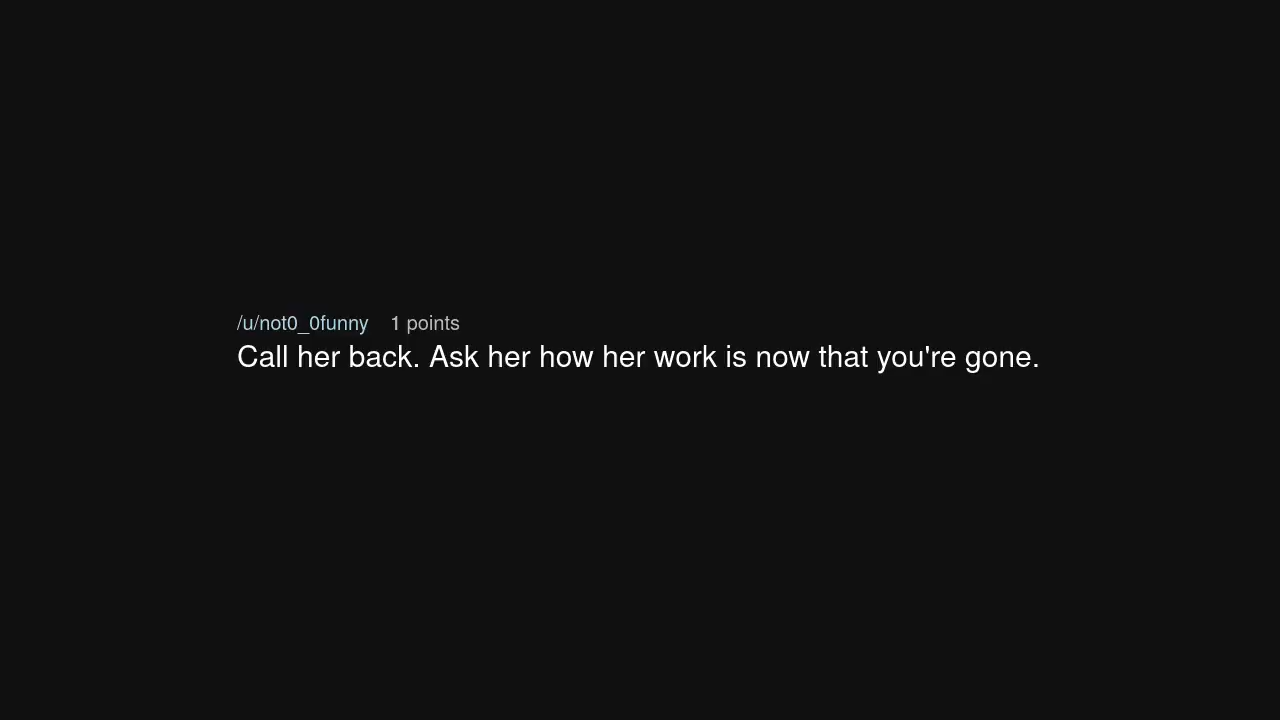 /u/not0_0funny 1 points
Call her back. Ask her how her work is now that you're gone.